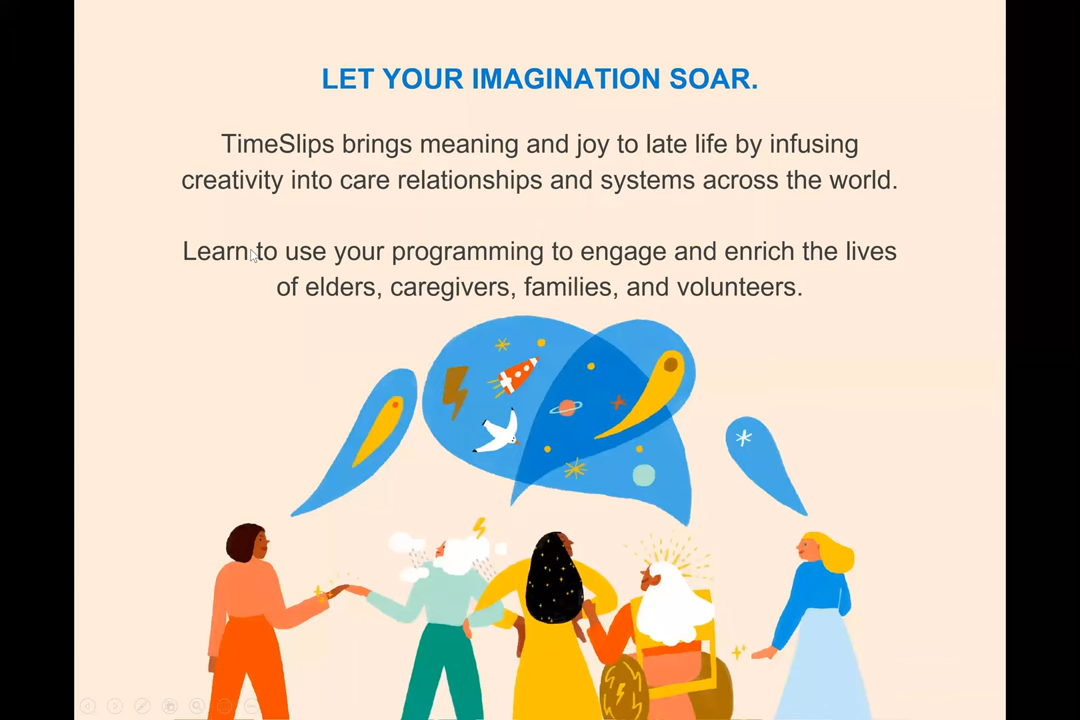 LET YOUR IMAGINATION SOAR.
TimeSlips brings meaning and joy to late life by infusing
creativity into care relationships and systems across the world.
Learn to use your programming to engage and enrich the lives
of elders, caregivers, families, and volunteers.